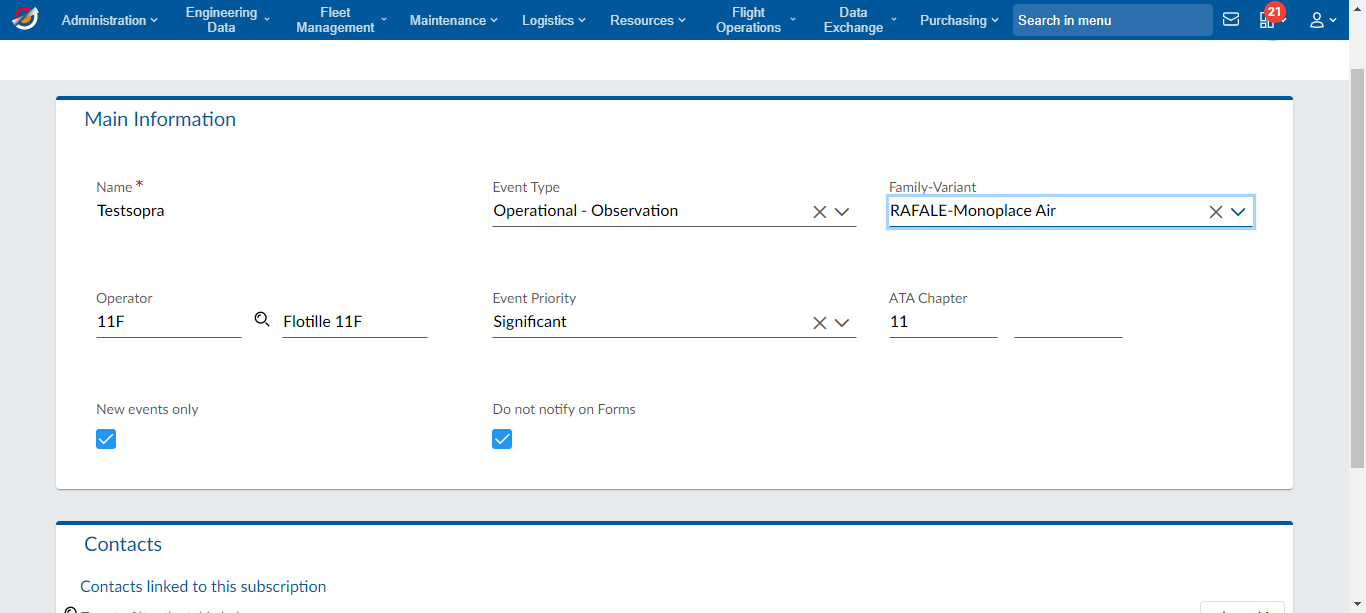 Administration
Engineering Data
Fleet Management
Maintenance
Logistics
Resources
Flight Operations
Data Exchange
Purchasing
Search in menu
21
Main Information
Name *
Event Type
Family-Variant
Testsopra
Operational - Observation
RAFALE-Monoplace Air
Operator
Event Priority
ATA Chapter
11F
Flotille 11F
Significant
11
New events only
Do not notify on Forms
Contacts
Contacts linked to this subscription